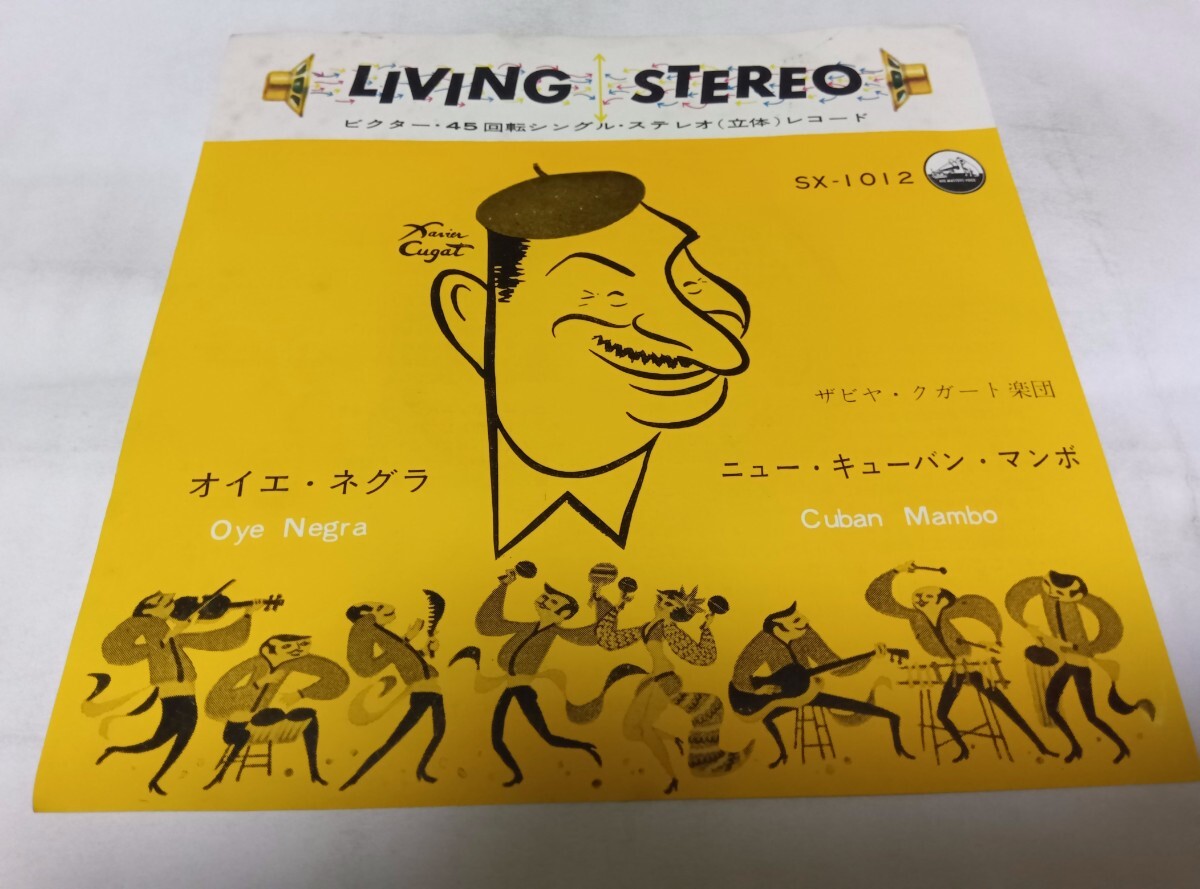 LIVING STEREO
ビクター・45回転シングル・ステレオ(立体)レコード
SX-1012
Xavier
Cugat
ザビヤ・クガート楽団
オイエ・ネグラ
Oye Negra
ニュー・キューバン・マンボ
Cuban Mambo